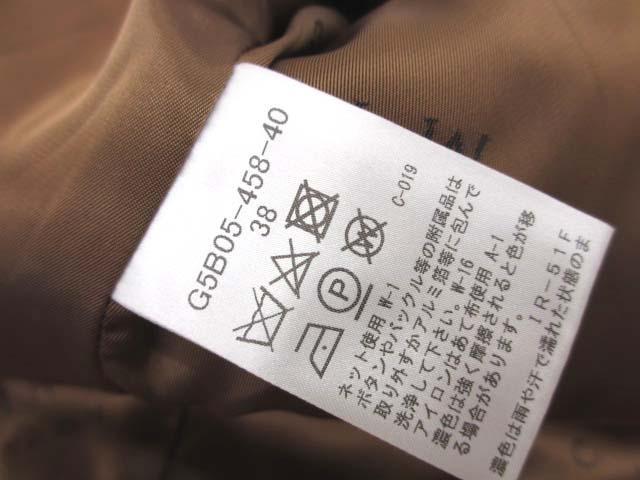 G5B05-458-40
38
P
C-019
ネット使用 W-1
ボタンやバックル等の附属品は
取り外すかアルミ箔等に包んで
洗浄して下さい。W-16
アイロンはあて布使用 A-1
濃色は強く摩擦されると色が移
る場合があります。
IR-51F
濃色は雨や汗で濡れた状態のま